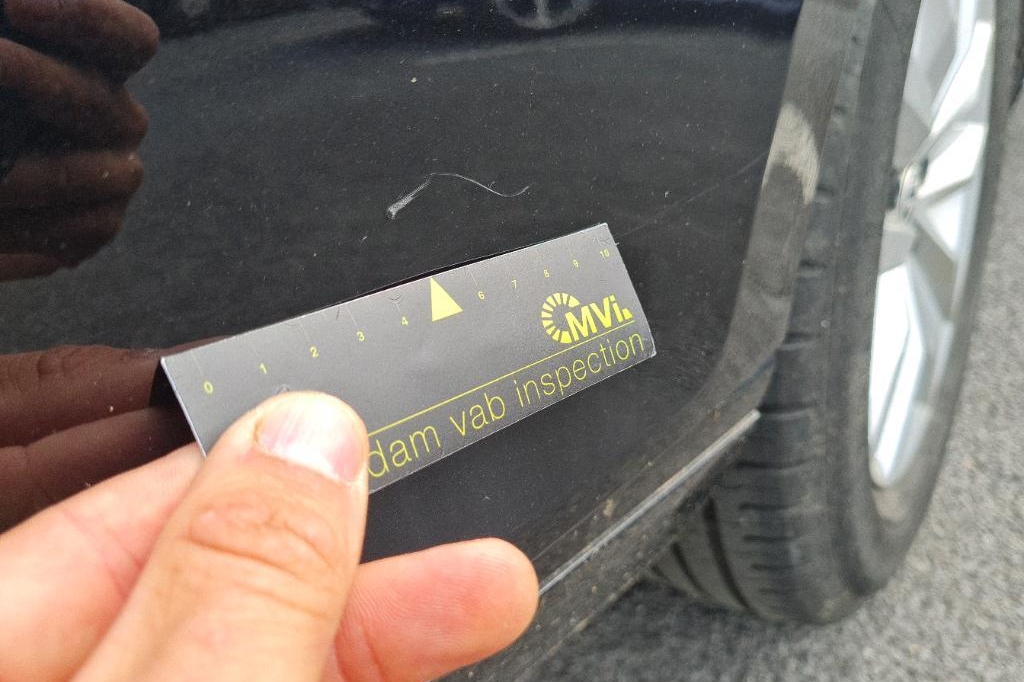 0 1 2 3 4 6 7 8 9 10
MVi.
dam vab inspection